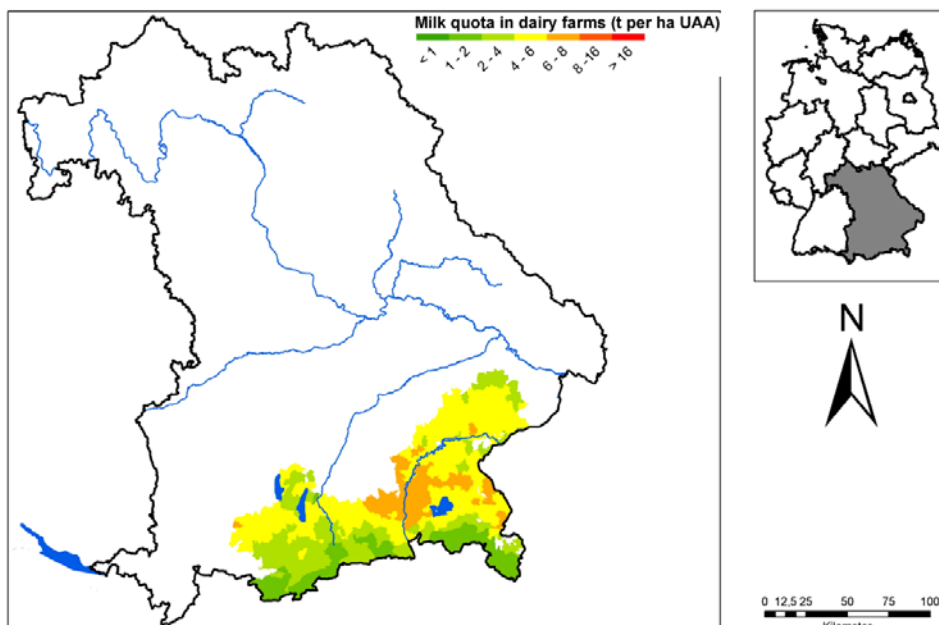 Milk quota in dairy farms (t per ha UAA)
<1 1 - 2 2 - 4 4 - 6 6 - 8 8 -16 > 16
N
0 12,5 25 50 75 100
Kilometer